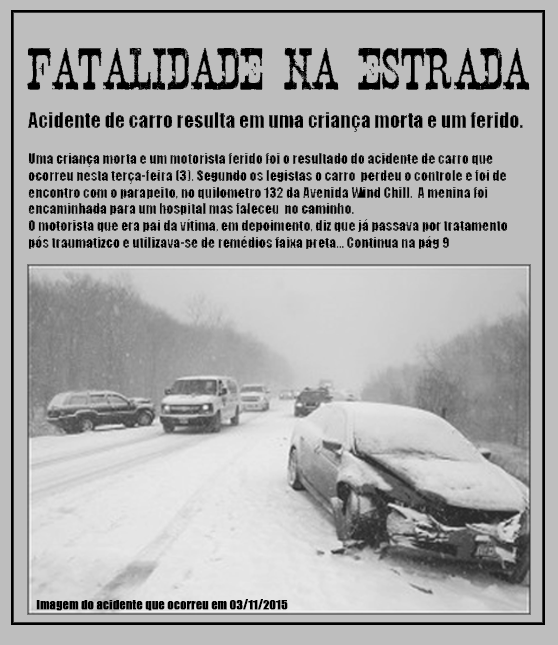 FATALIDADE NA ESTRADA
Acidente de carro resulta em uma criança morta e um ferido.
Uma criança morta e um motorista ferido foi o resultado do acidente de carro que
ocorreu nesta terça-feira (3). Segundo os legistas o carro perdeu o controle e foi de
encontro com o parapeito, no quilometro 132 da Avenida Wind Chill. A menina foi
encaminhada para um hospital mas faleceu no caminho.
O motorista que era pai da vítima, em depoimento, diz que já passava por tratamento
pós traumatizco e utilizava-se de remédios faixa preta... Continua na pág 9
Imagem do acidente que ocorreu em 03/11/2015